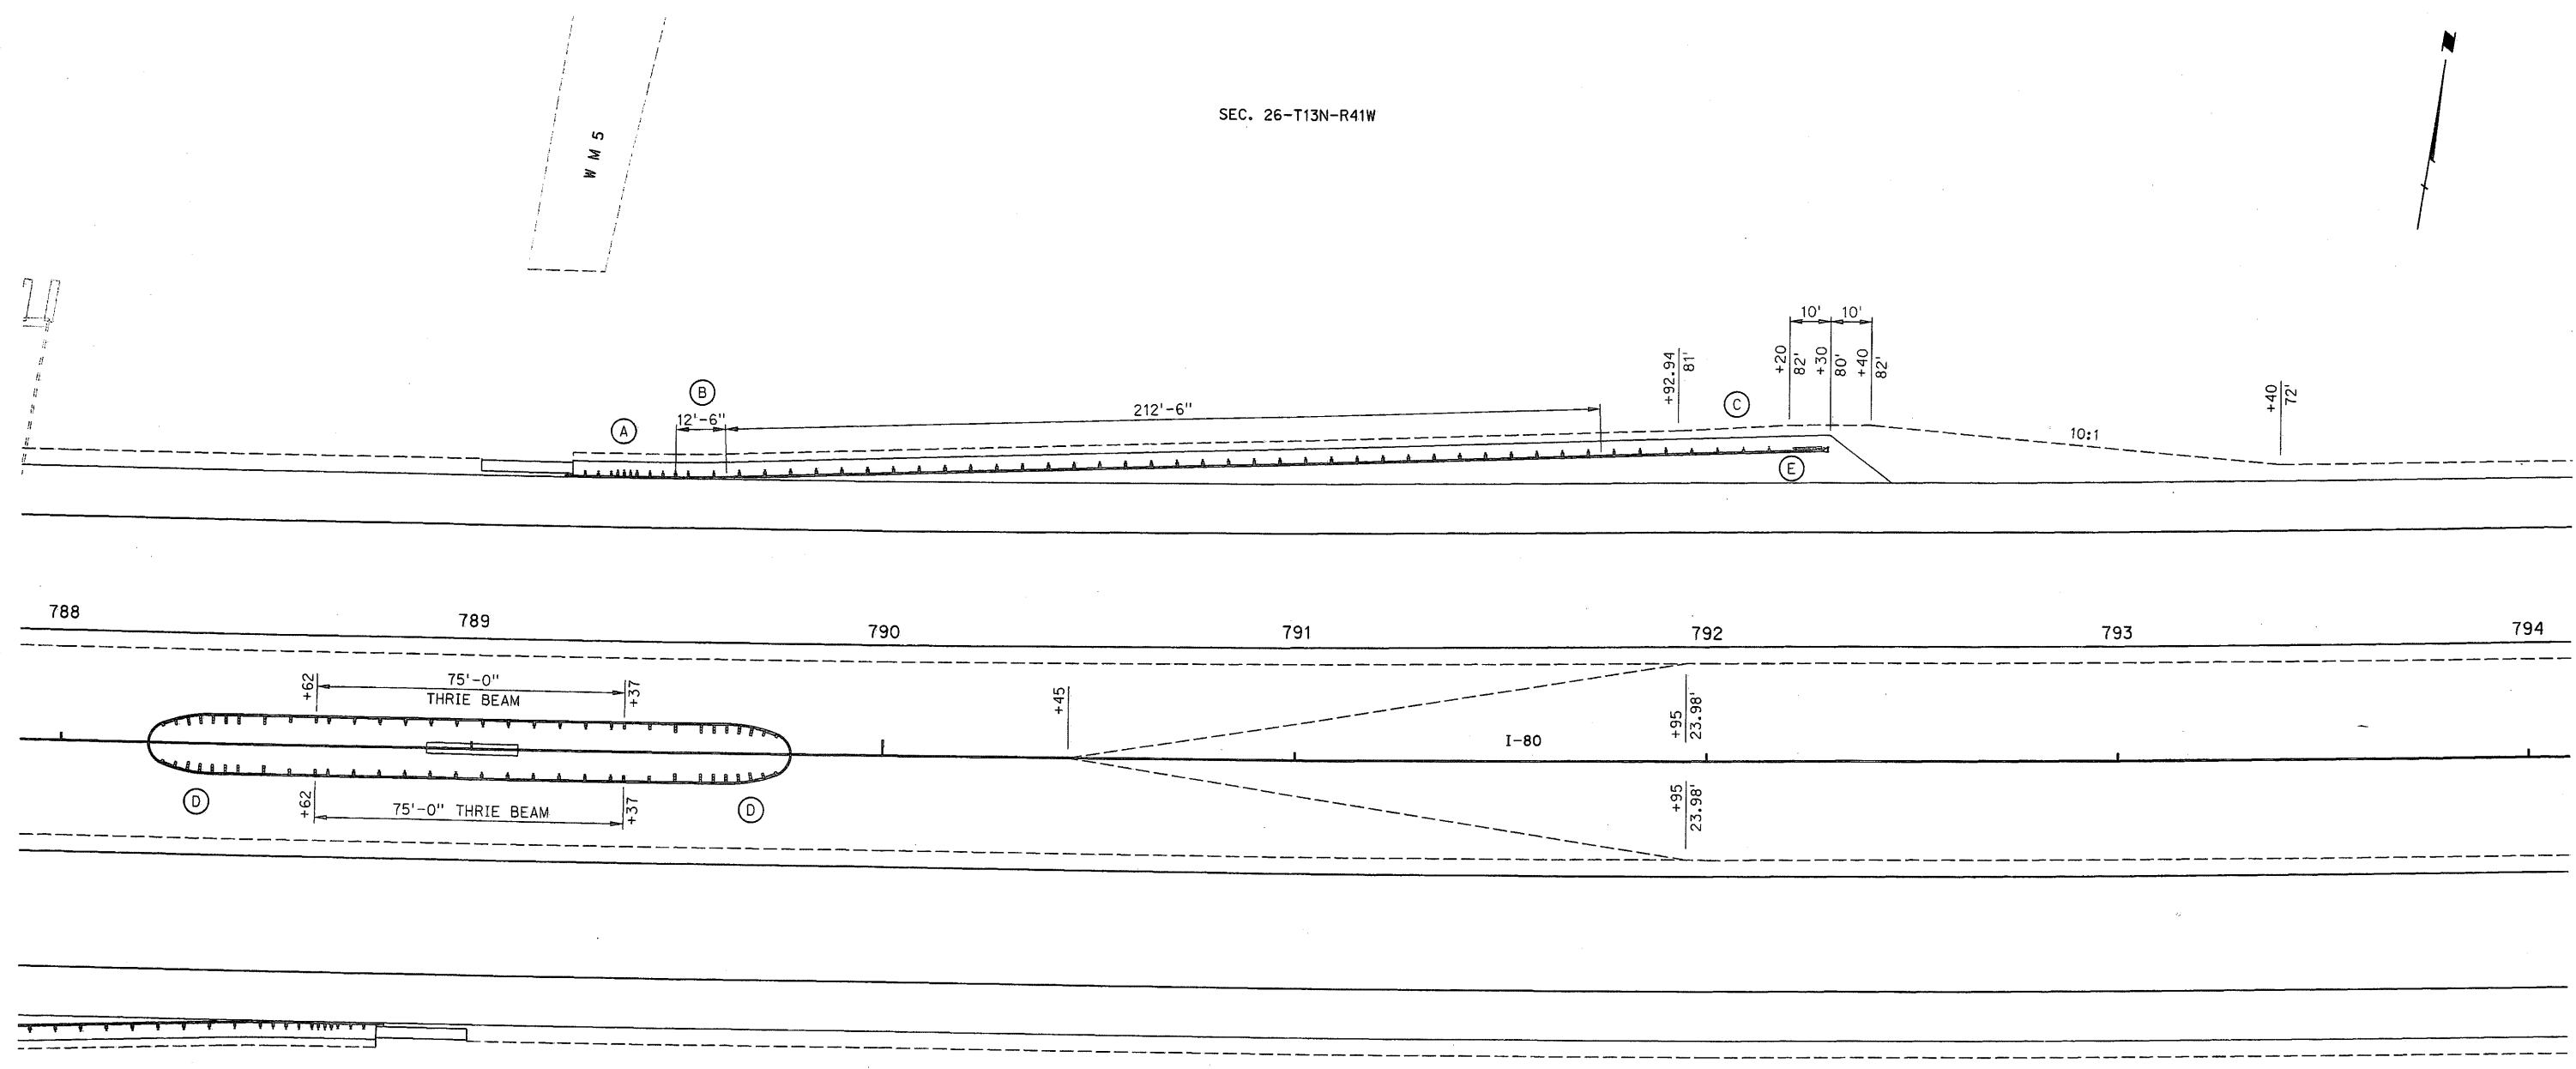 SEC. 26-T13N-R41W
W M 5
10' 10'
+92.94
81'
+20
82'
+30
80'
+40
82'
+40
72'
B
C
12'-6"
212'-6"
A
10:1
E
788
789
790
791
792
793
794
+62
75'-0"
THRIE BEAM
+37
+45
+95
23.98'
I-80
D
+62
75'-0" THRIE BEAM
+37
D
+95
23.98'